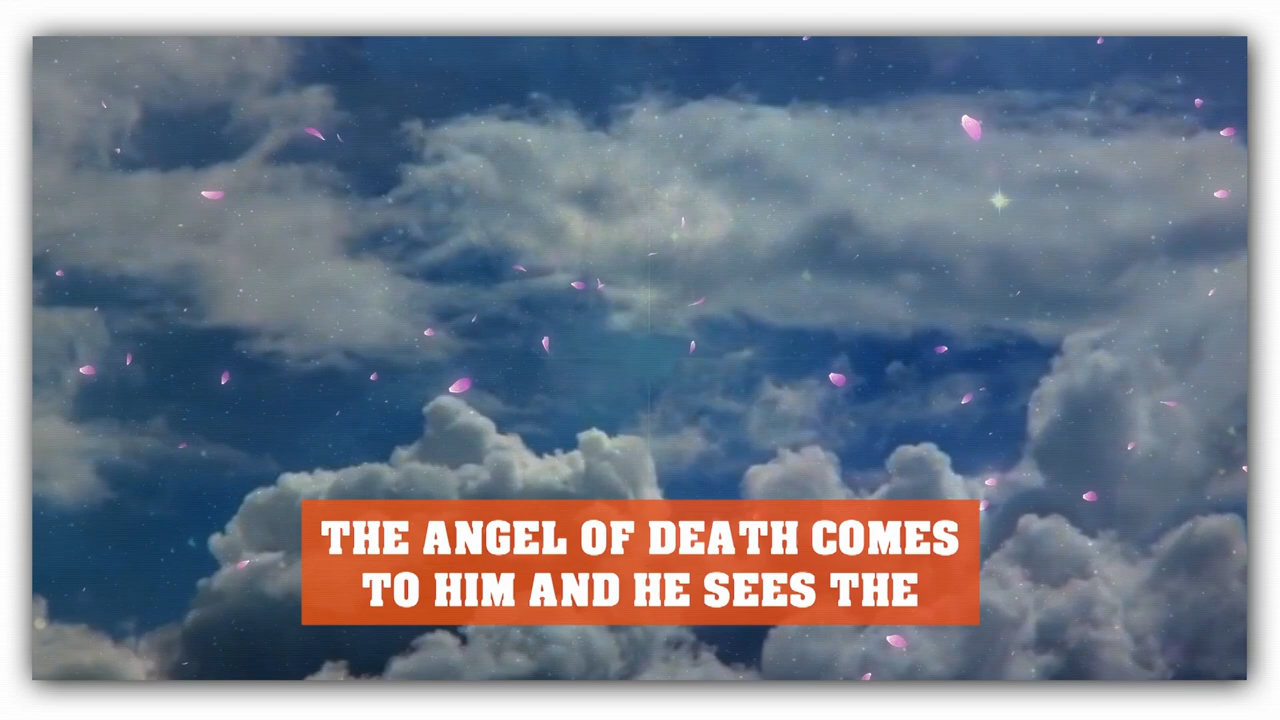 THE ANGEL OF DEATH COMES
TO HIM AND HE SEES THE